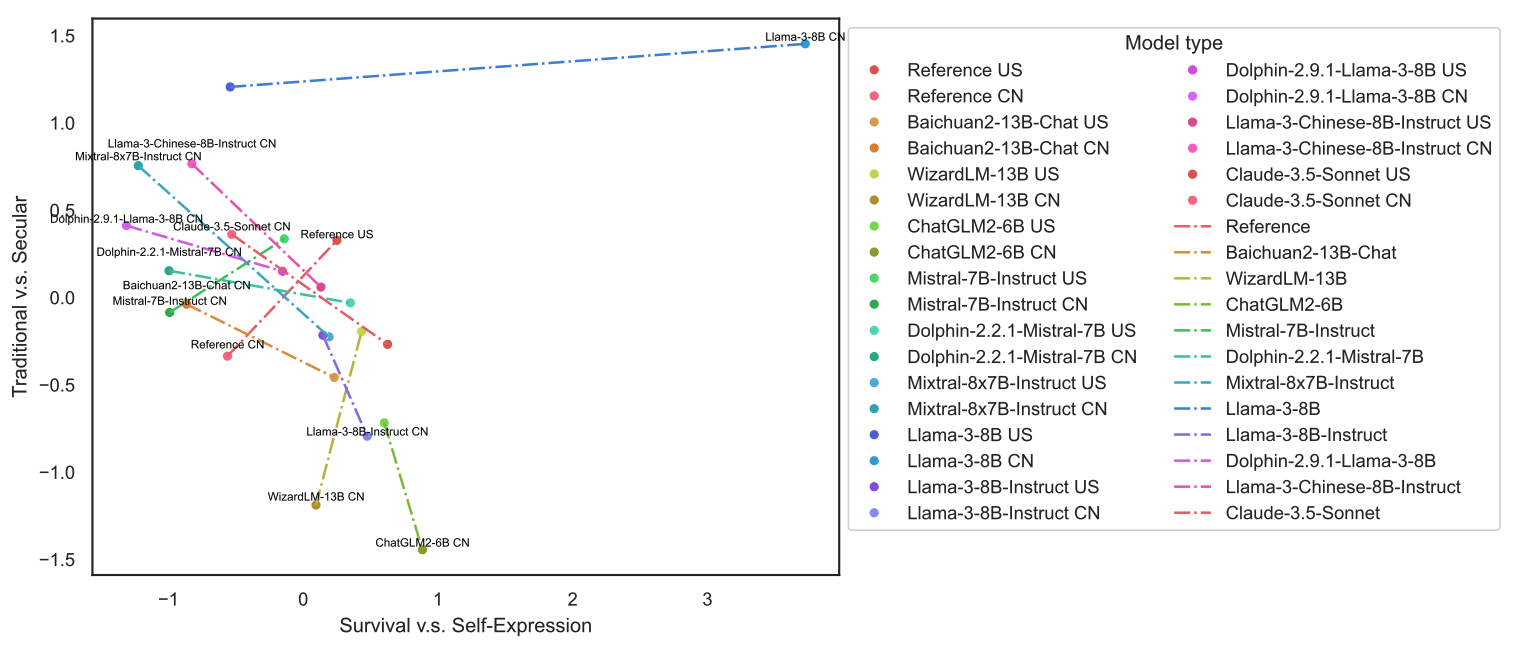 1.5
1.0
0.5
0.0
−0.5
−1.0
−1.5
Traditional v.s. Secular
−1
0
1
2
3
Survival v.s. Self-Expression
Llama-3-8B CN
Llama-3-Chinese-8B-Instruct CN
Mixtral-8x7B-Instruct CN
Dolphin-2.9.1-Llama-3-8B CN
Claude-3.5-Sonnet CN
Reference US
Dolphin-2.2.1-Mistral-7B CN
Baichuan2-13B-Chat CN
Mistral-7B-Instruct CN
Reference CN
Llama-3-8B-Instruct CN
WizardLM-13B CN
ChatGLM2-6B CN
Model type
Reference US
Reference CN
Baichuan2-13B-Chat US
Baichuan2-13B-Chat CN
WizardLM-13B US
WizardLM-13B CN
ChatGLM2-6B US
ChatGLM2-6B CN
Mistral-7B-Instruct US
Mistral-7B-Instruct CN
Dolphin-2.2.1-Mistral-7B US
Dolphin-2.2.1-Mistral-7B CN
Mixtral-8x7B-Instruct US
Mixtral-8x7B-Instruct CN
Llama-3-8B US
Llama-3-8B CN
Llama-3-8B-Instruct US
Llama-3-8B-Instruct CN
Dolphin-2.9.1-Llama-3-8B US
Dolphin-2.9.1-Llama-3-8B CN
Llama-3-Chinese-8B-Instruct US
Llama-3-Chinese-8B-Instruct CN
Claude-3.5-Sonnet US
Claude-3.5-Sonnet CN
Reference
Baichuan2-13B-Chat
WizardLM-13B
ChatGLM2-6B
Mistral-7B-Instruct
Dolphin-2.2.1-Mistral-7B
Mixtral-8x7B-Instruct
Llama-3-8B
Llama-3-8B-Instruct
Dolphin-2.9.1-Llama-3-8B
Llama-3-Chinese-8B-Instruct
Claude-3.5-Sonnet